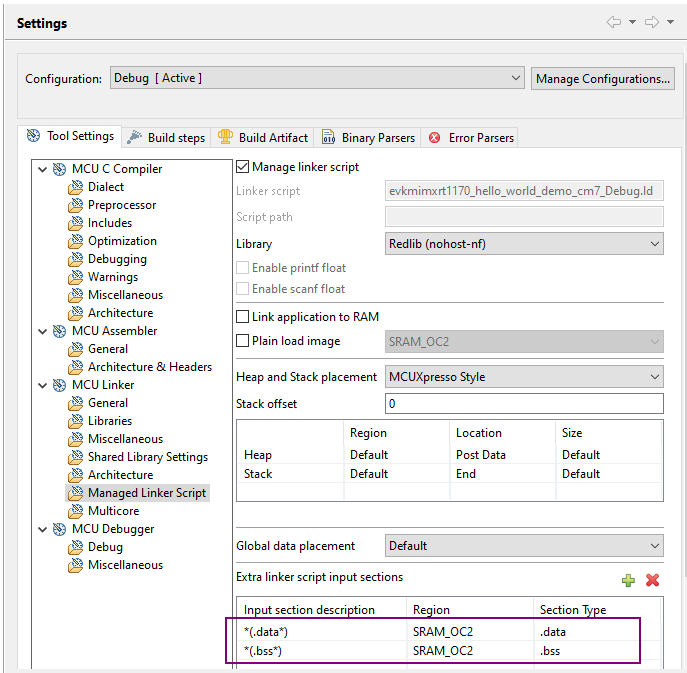 Settings
Configuration: Debug [ Active ] Manage Configurations...
Tool Settings Build steps Build Artifact Binary Parsers Error Parsers
MCU C Compiler
Dialect
Preprocessor
Includes
Optimization
Debugging
Warnings
Miscellaneous
Architecture
MCU Assembler
General
Architecture & Headers
MCU Linker
General
Libraries
Miscellaneous
Shared Library Settings
Architecture
Managed Linker Script
Multicore
MCU Debugger
Debug
Miscellaneous
Manage linker script
Linker script evkmimxrt1170_hello_world_demo_cm7_Debug.ld
Script path
Library Redlib (nohost-nf)
Enable printf float
Enable scanf float
Link application to RAM
Plain load image SRAM_OC2
Heap and Stack placement MCUXpresso Style
Stack offset 0
Region Location Size
Heap Default Post Data Default
Stack Default End Default
Global data placement Default
Extra linker script input sections
Input section description Region Section Type
*(.data*) SRAM_OC2 .data
*(.bss*) SRAM_OC2 .bss